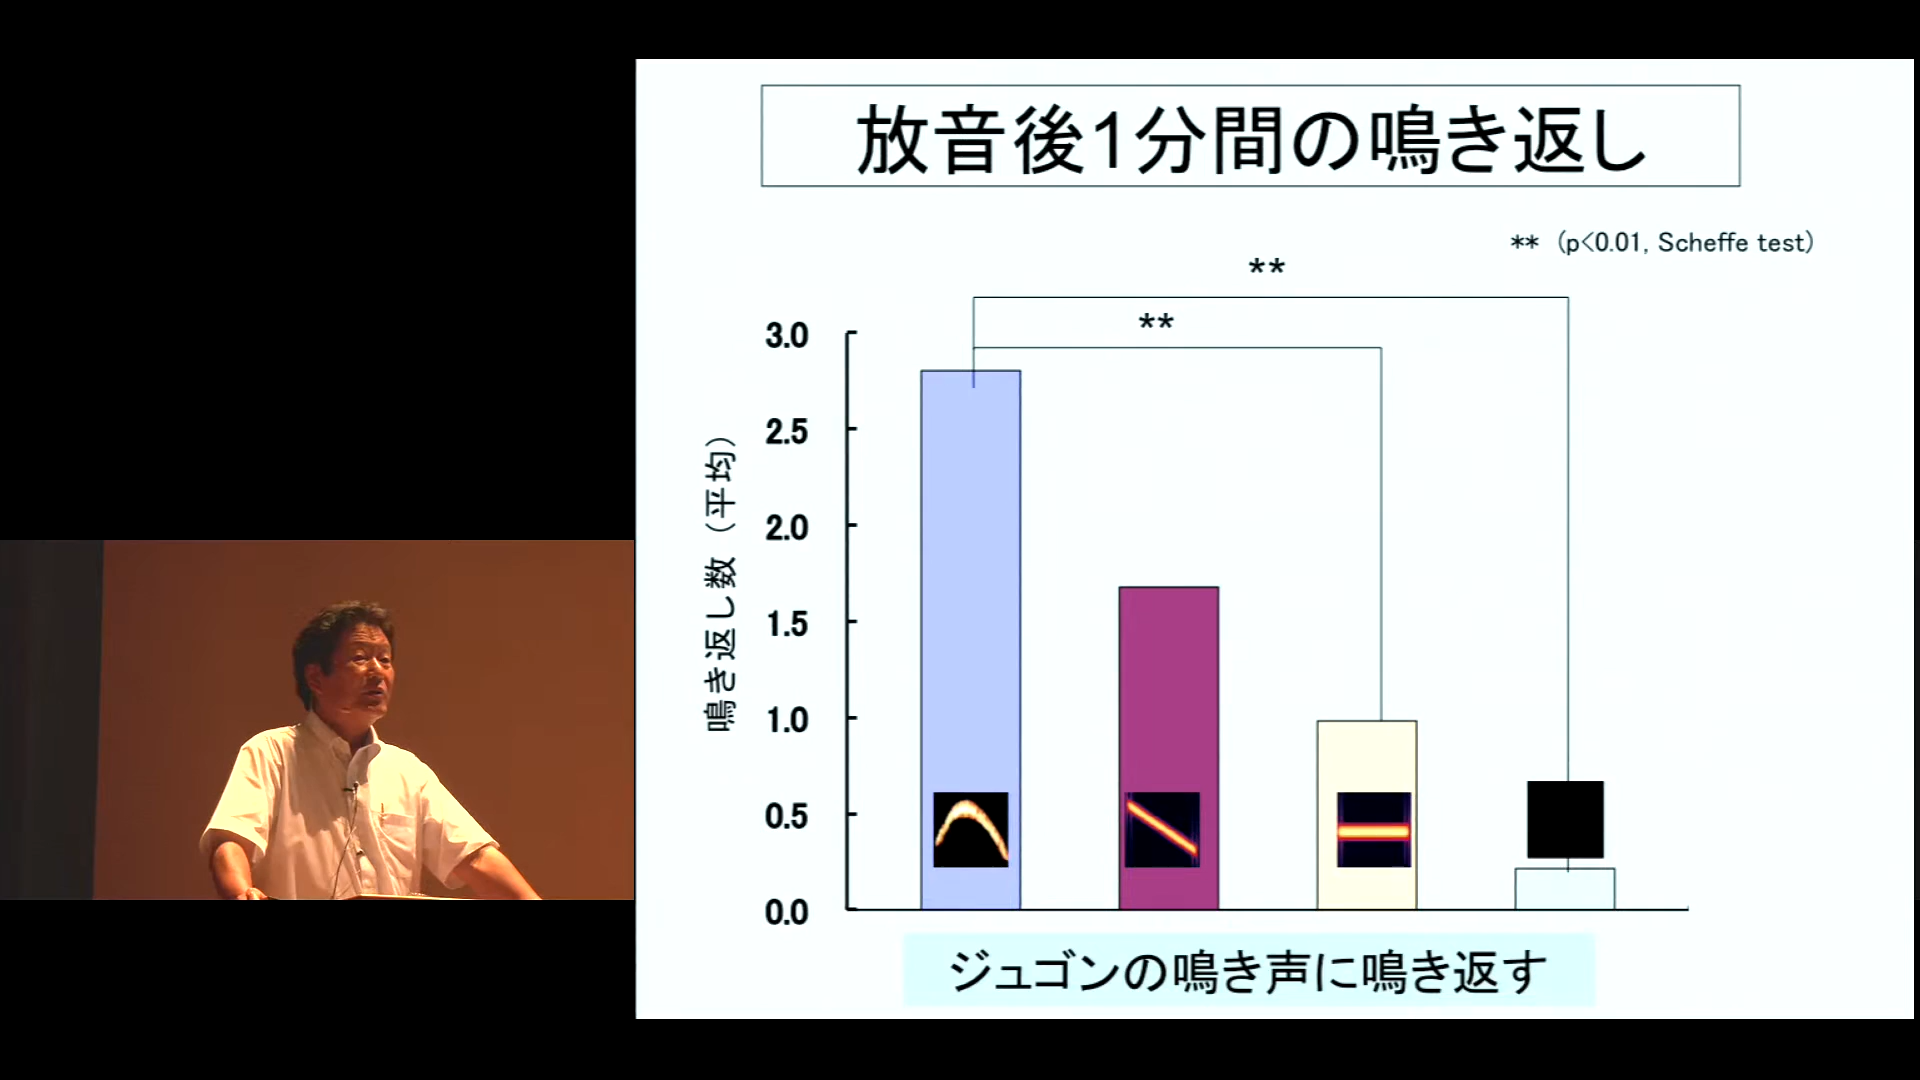 放音後1分間の鳴き返し
** (p<0.01, Scheffe test)
**
**
3.0
2.5
2.0
1.5
1.0
0.5
0.0
鳴き返し数(平均)
ジュゴンの鳴き声に鳴き返す